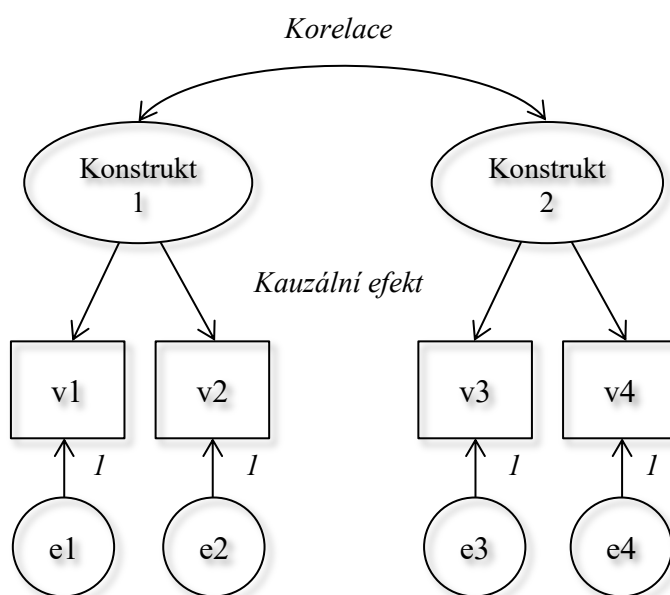 Korelace
Konstrukt
1
Konstrukt
2
Kauzální efekt
v1
v2
v3
v4
1
1
1
1
e1
e2
e3
e4